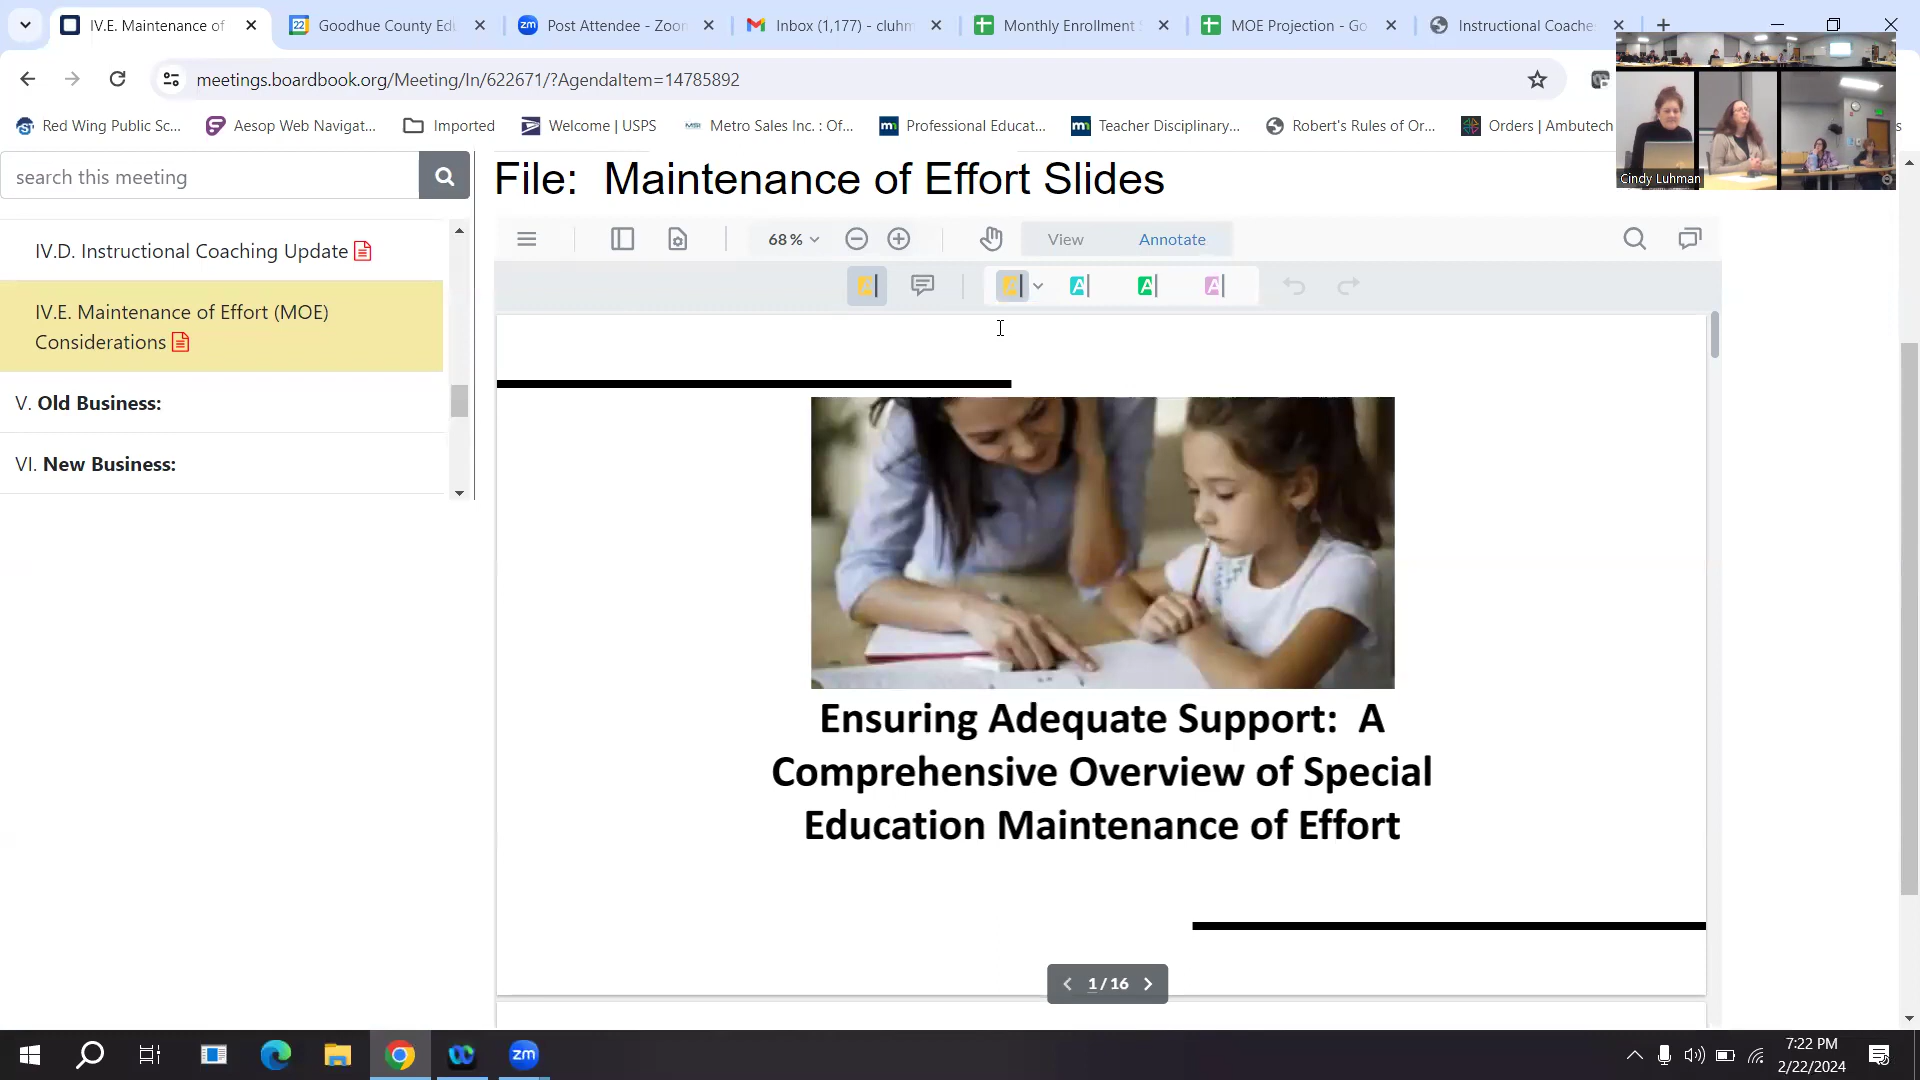 IV.E. Maintenance of
Goodhue County Edu
Post Attendee - Zoom
Inbox (1,177) - cluhm
Monthly Enrollment S
MOE Projection - Go
Instructional Coache
meetings.boardbook.org/Meeting/In/622671/?AgendaItem=14785892
Red Wing Public Sc...
Aesop Web Navigat...
Imported
Welcome | USPS
Metro Sales Inc. : Of...
Professional Educat...
Teacher Disciplinary...
Robert's Rules of Or...
Orders | Ambutech
Cindy Luhman
search this meeting
IV.D. Instructional Coaching Update
IV.E. Maintenance of Effort (MOE)
Considerations
V. Old Business:
VI. New Business:
File: Maintenance of Effort Slides
68 %
View
Annotate
Ensuring Adequate Support: A
Comprehensive Overview of Special
Education Maintenance of Effort
1 / 16
7:22 PM
2/22/2024